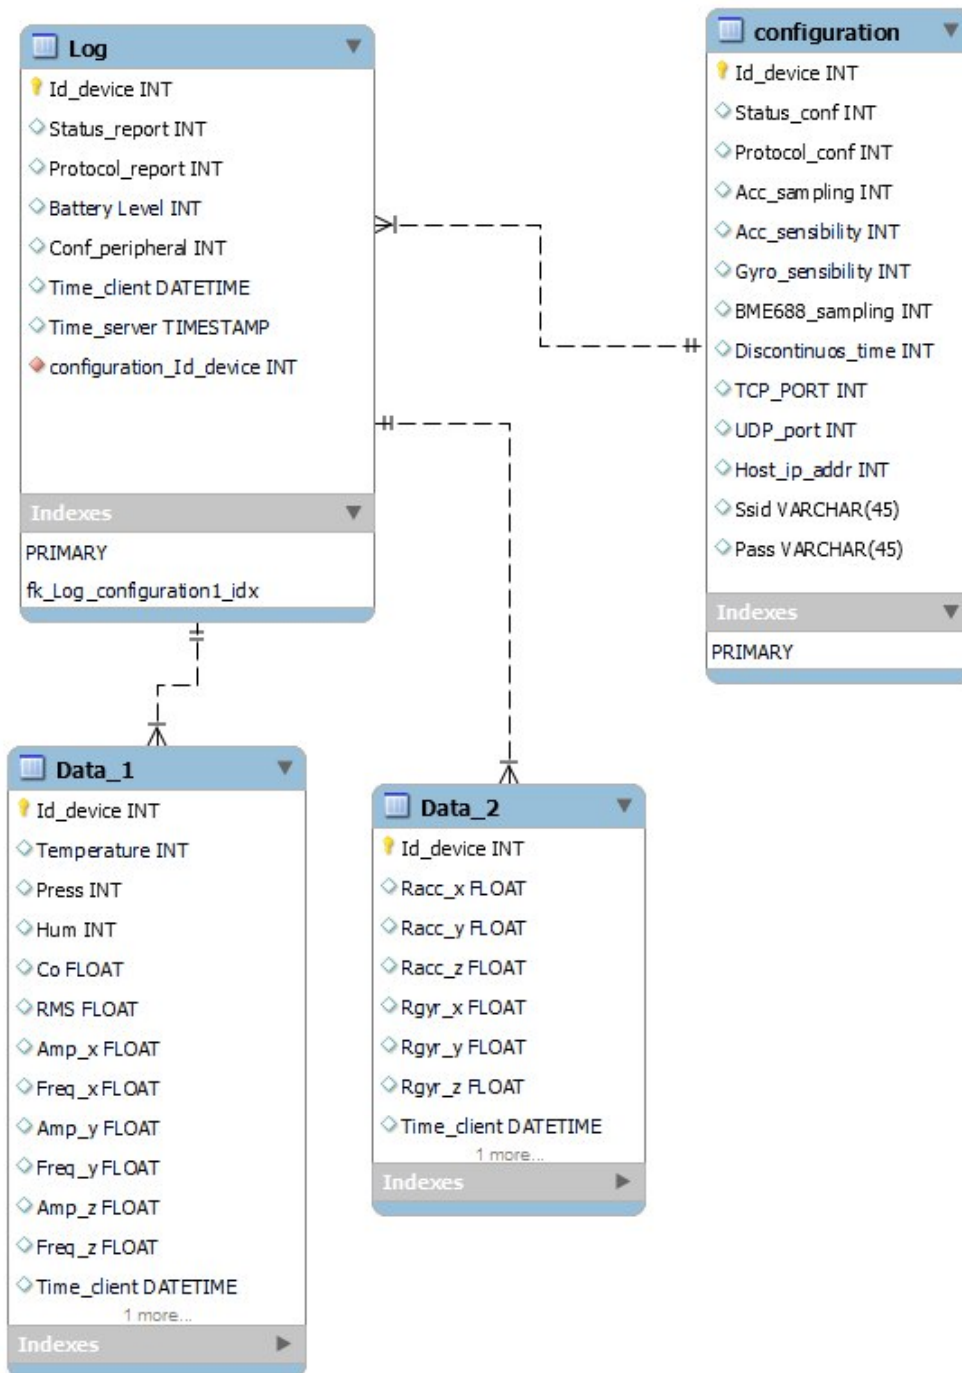 Log
Id_device INT
Status_report INT
Protocol_report INT
Battery Level INT
Conf_peripheral INT
Time_client DATETIME
Time_server TIMESTAMP
configuration_Id_device INT
Indexes
PRIMARY
fk_Log_configuration1_idx
configuration
Id_device INT
Status_conf INT
Protocol_conf INT
Acc_sampling INT
Acc_sensibility INT
Gyro_sensibility INT
BME688_sampling INT
Discontinuos_time INT
TCP_PORT INT
UDP_port INT
Host_ip_addr INT
Ssid VARCHAR(45)
Pass VARCHAR(45)
Indexes
PRIMARY
Data_1
Id_device INT
Temperature INT
Press INT
Hum INT
Co FLOAT
RMS FLOAT
Amp_x FLOAT
Freq_x FLOAT
Amp_y FLOAT
Freq_y FLOAT
Amp_z FLOAT
Freq_z FLOAT
Time_client DATETIME
1 more...
Indexes
Data_2
Id_device INT
Racc_x FLOAT
Racc_y FLOAT
Racc_z FLOAT
Rgyr_x FLOAT
Rgyr_y FLOAT
Rgyr_z FLOAT
Time_client DATETIME
1 more...
Indexes